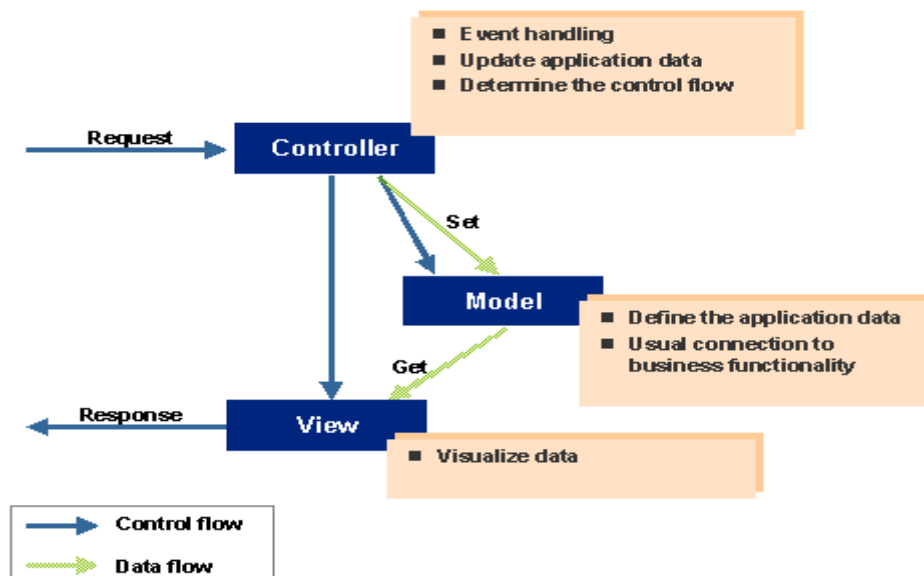 Event handling
Update application data
Determine the control flow
Request
Controller
Set
Model
Define the application data
Usual connection to
business functionality
Get
Response
View
Visualize data
Control flow
Data flow